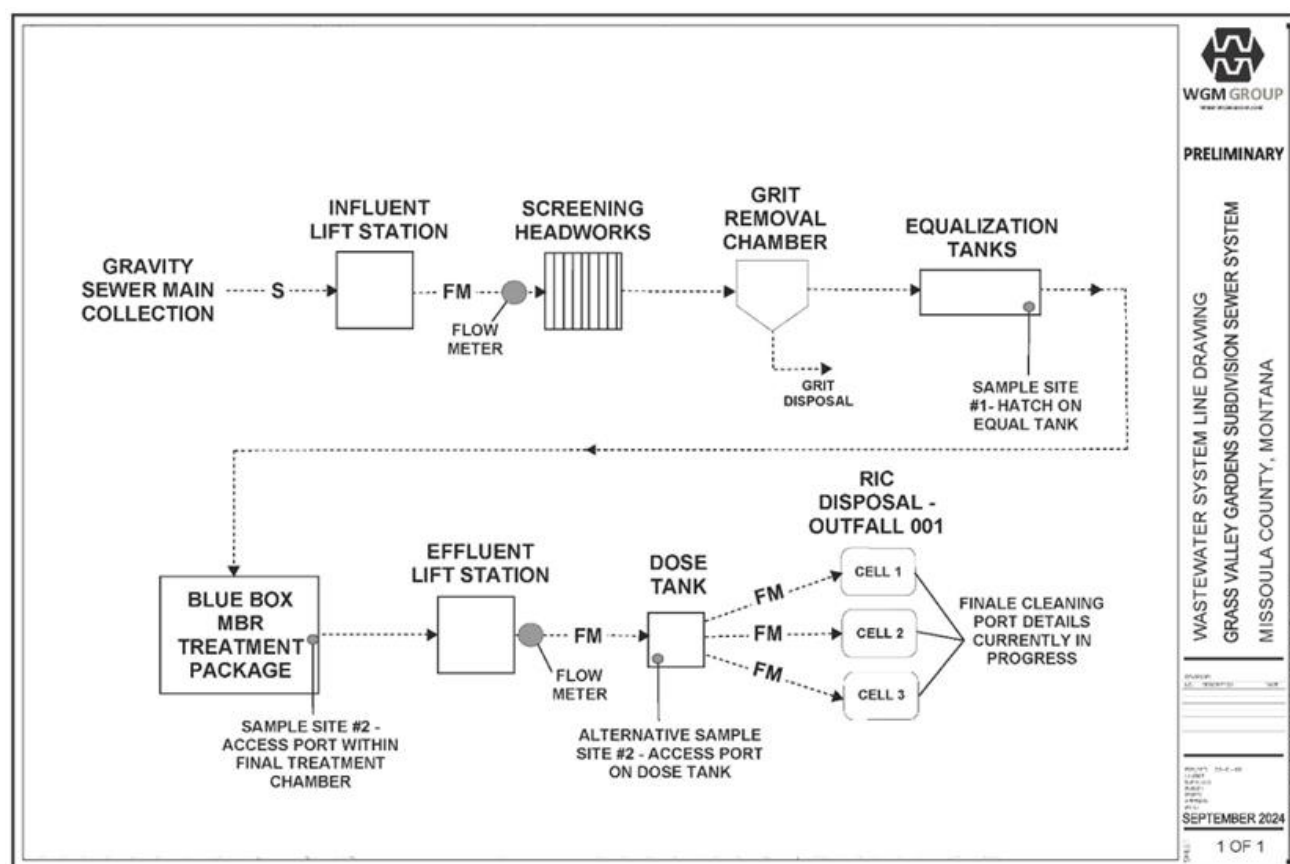 GRAVITY
SEWER MAIN
COLLECTION
S
INFLUENT
LIFT STATION
FM
FLOW
METER
SCREENING
HEADWORKS
GRIT
REMOVAL
CHAMBER
GRIT
DISPOSAL
EQUALIZATION
TANKS
SAMPLE SITE
#1- HATCH ON
EQUAL TANK
BLUE BOX
MBR
TREATMENT
PACKAGE
SAMPLE SITE #2 -
ACCESS PORT WITHIN
FINAL TREATMENT
CHAMBER
EFFLUENT
LIFT STATION
FLOW
METER
FM
DOSE
TANK
ALTERNATIVE SAMPLE
SITE #2 - ACCESS PORT
ON DOSE TANK
FM
FM
FM
RIC
DISPOSAL -
OUTFALL 001
CELL 1
CELL 2
CELL 3
FINALE CLEANING
PORT DETAILS
CURRENTLY IN
PROGRESS
WGM GROUP
PRELIMINARY
WASTEWATER SYSTEM LINE DRAWING
GRASS VALLEY GARDENS SUBDIVISION SEWER SYSTEM
MISSOULA COUNTY, MONTANA
SEPTEMBER 2024
SHEET
1 OF 1